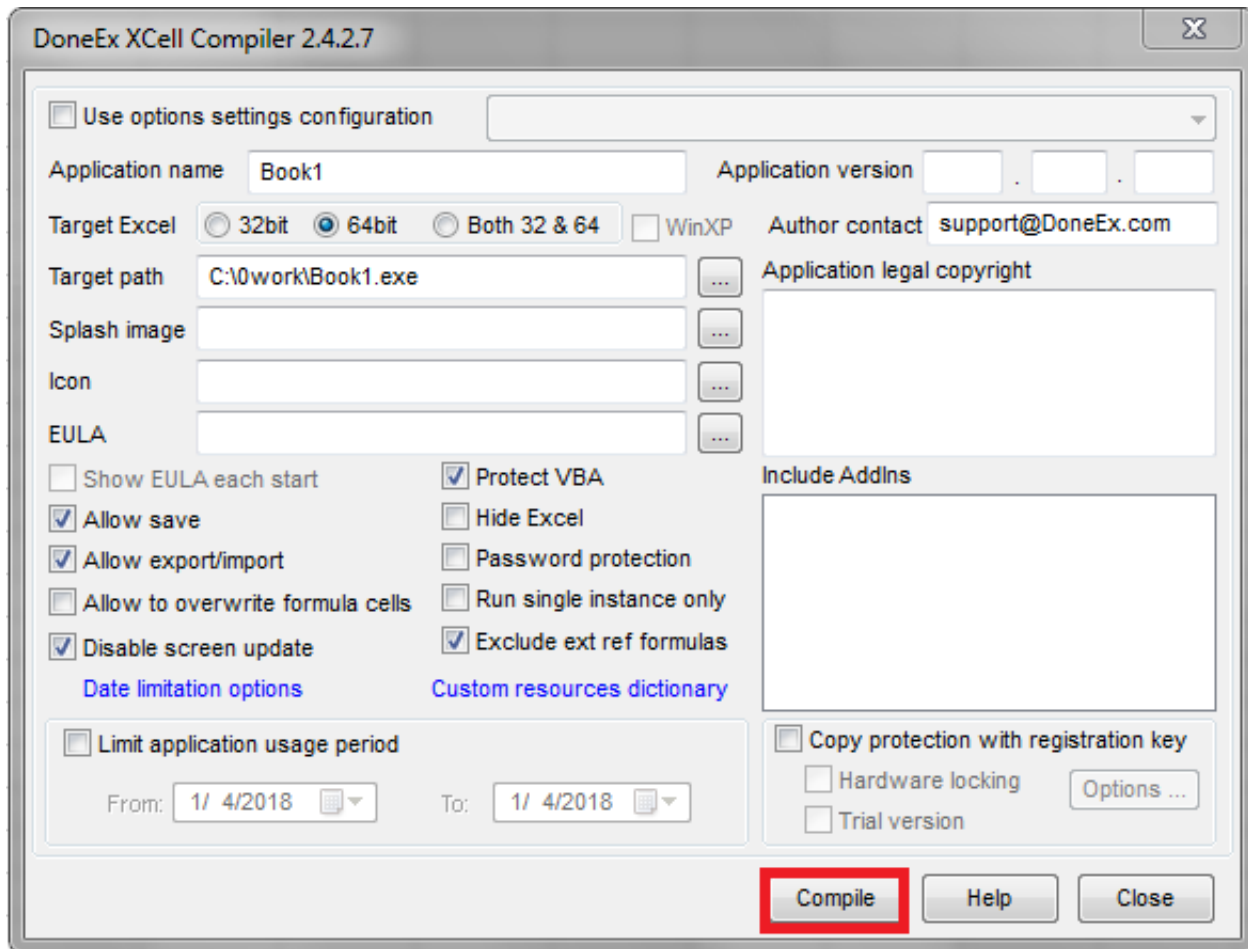 DoneEx XCell Compiler 2.4.2.7
Use options settings configuration
Application name Book1 Application version . .
Target Excel 32bit 64bit Both 32 & 64 WinXP Author contact support@DoneEx.com
Target path C:\0work\Book1.exe ... Application legal copyright
Splash image ...
Icon ...
EULA ...
Show EULA each start Protect VBA Include AddIns
Allow save Hide Excel
Allow export/import Password protection
Allow to overwrite formula cells Run single instance only
Disable screen update Exclude ext ref formulas
Date limitation options Custom resources dictionary
Limit application usage period Copy protection with registration key
Hardware locking Options ...
From: 1/ 4/2018 To: 1/ 4/2018
Trial version
Compile Help Close